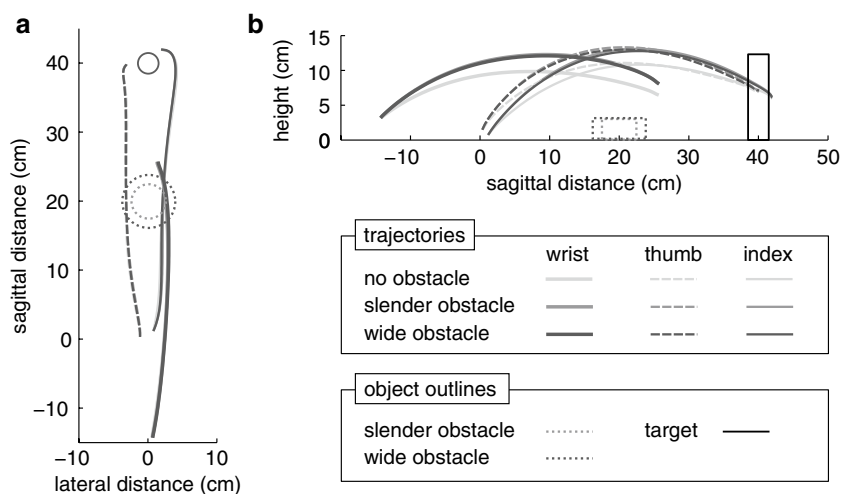 a
sagittal distance (cm)
40
30
20
10
0
−10
−10
0
10
lateral distance (cm)
b
height (cm)
15
10
5
0
−10
0
10
20
30
40
50
sagittal distance (cm)
trajectories
wrist thumb index
no obstacle
slender obstacle
wide obstacle
object outlines
slender obstacle target
wide obstacle